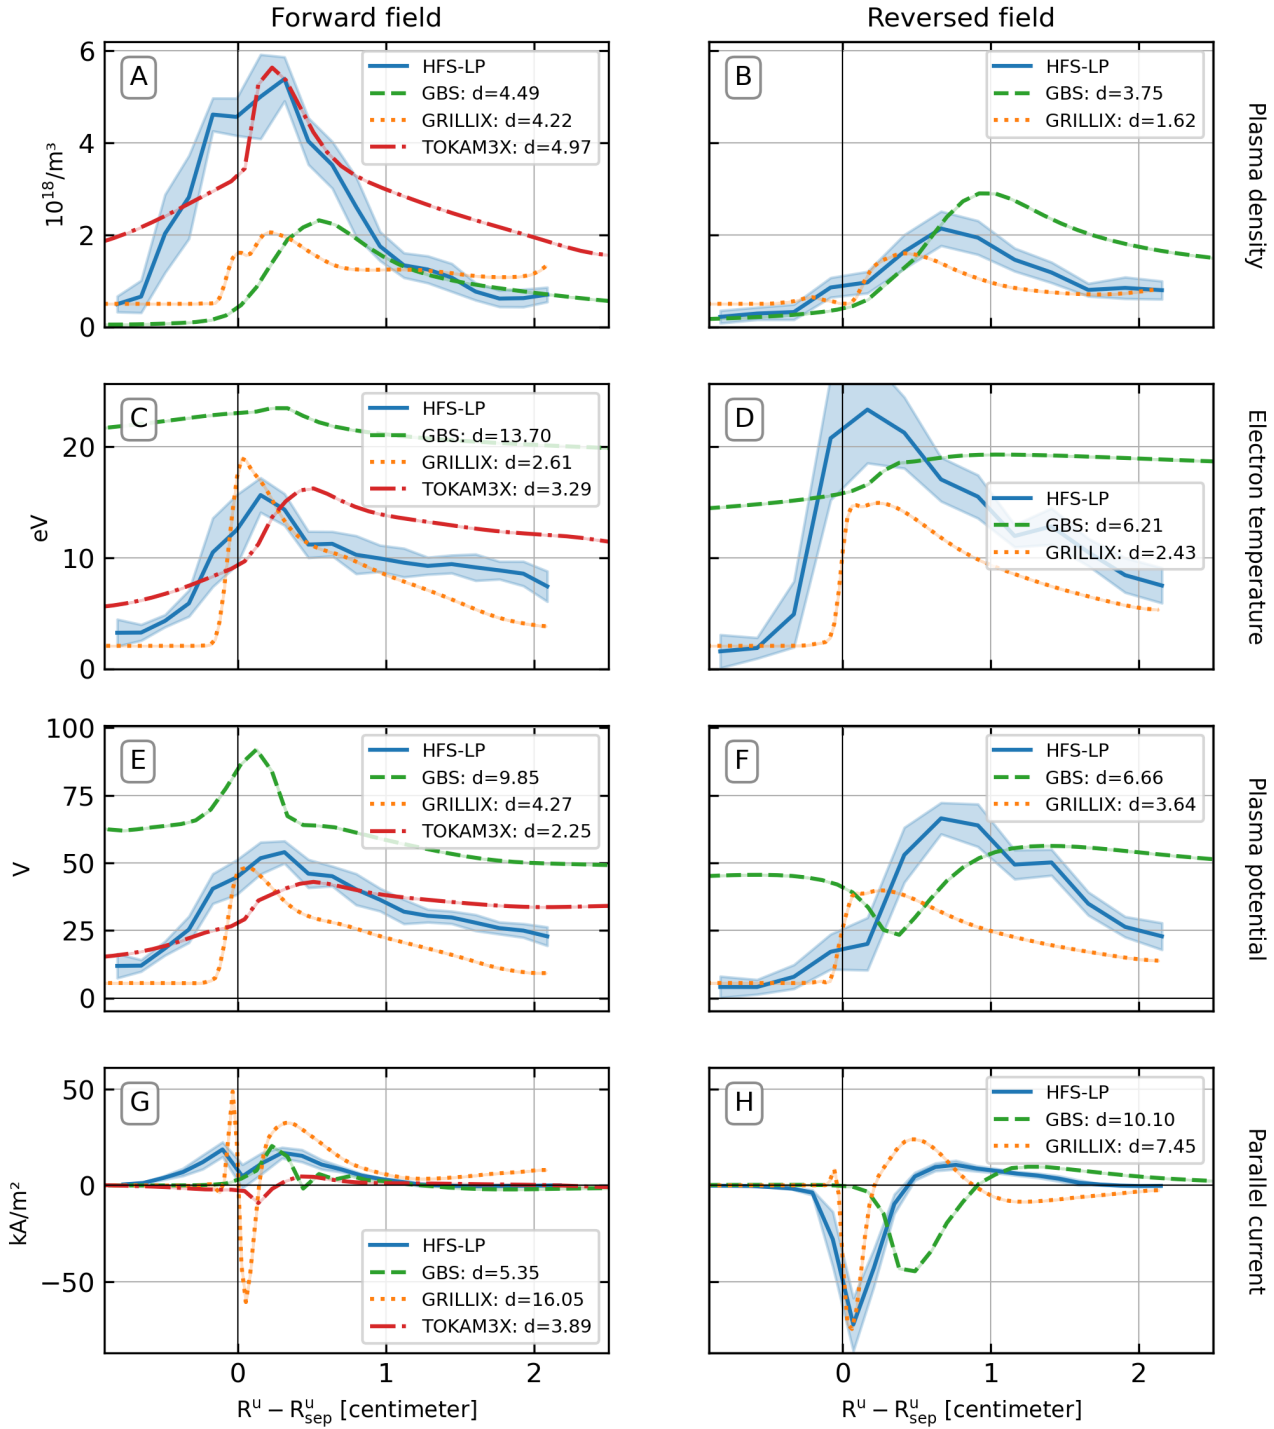 Forward field
Reversed field
A
HFS-LP
GBS: d=4.49
GRILLIX: d=4.22
TOKAM3X: d=4.97
6
4
2
0
10¹⁸/m³
B
HFS-LP
GBS: d=3.75
GRILLIX: d=1.62
Plasma density
C
HFS-LP
GBS: d=13.70
GRILLIX: d=2.61
TOKAM3X: d=3.29
20
10
0
eV
D
HFS-LP
GBS: d=6.21
GRILLIX: d=2.43
Electron temperature
E
HFS-LP
GBS: d=9.85
GRILLIX: d=4.27
TOKAM3X: d=2.25
100
75
50
25
0
V
F
HFS-LP
GBS: d=6.66
GRILLIX: d=3.64
Plasma potential
G
HFS-LP
GBS: d=5.35
GRILLIX: d=16.05
TOKAM3X: d=3.89
50
0
−50
kA/m²
H
HFS-LP
GBS: d=10.10
GRILLIX: d=7.45
Parallel current
0 1 2
0 1 2
Rᵘ − Rᵘsep [centimeter]
Rᵘ − Rᵘsep [centimeter]